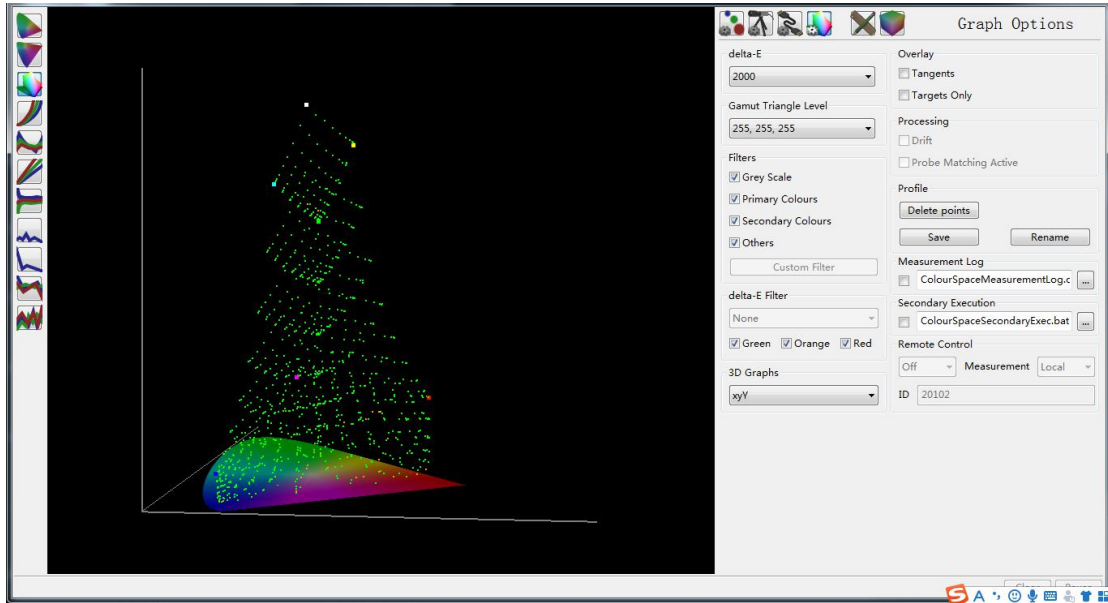 Graph Options
delta-E
2000
Gamut Triangle Level
255, 255, 255
Filters
Grey Scale
Primary Colours
Secondary Colours
Others
Custom Filter
delta-E Filter
None
Green Orange Red
3D Graphs
xyY
Overlay
Tangents
Targets Only
Processing
Drift
Probe Matching Active
Profile
Delete points
Save Rename
Measurement Log
ColourSpaceMeasurementLog.c ...
Secondary Execution
ColourSpaceSecondaryExec.bat ...
Remote Control
Off Measurement Local
ID 20102
S A